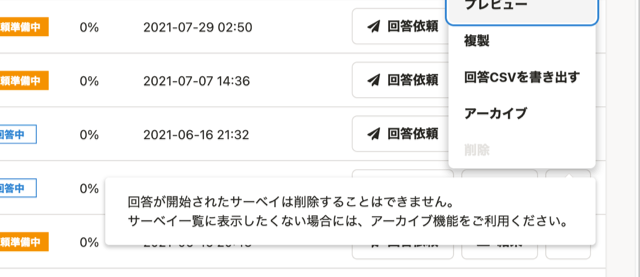 プレビュー
頼準備中 0% 2021-07-29 02:50 回答依頼
複製
回答CSVを書き出す
頼準備中 0% 2021-07-07 14:36 回答依頼
アーカイブ
回答中 0% 2021-06-16 21:32 回答依頼
削除
回答中 0%
回答が開始されたサーベイは削除することはできません。
サーベイ一覧に表示したくない場合には、アーカイブ機能をご利用ください。
頼準備中 0%